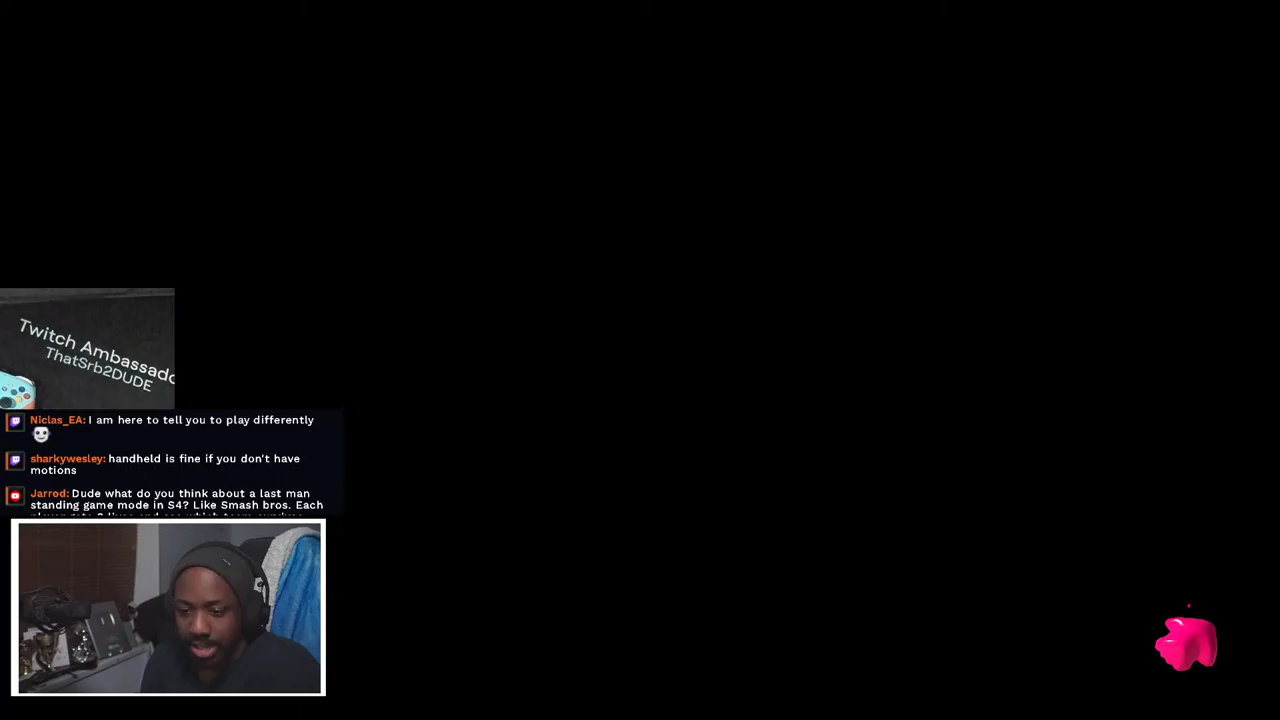 Twitch Ambassado
ThatSrb2DUDE
Niclas_EA: I am here to tell you to play differently
sharkywesley: handheld is fine if you don't have
motions
Jarrod: Dude what do you think about a last man
standing game mode in S4? Like Smash bros. Each